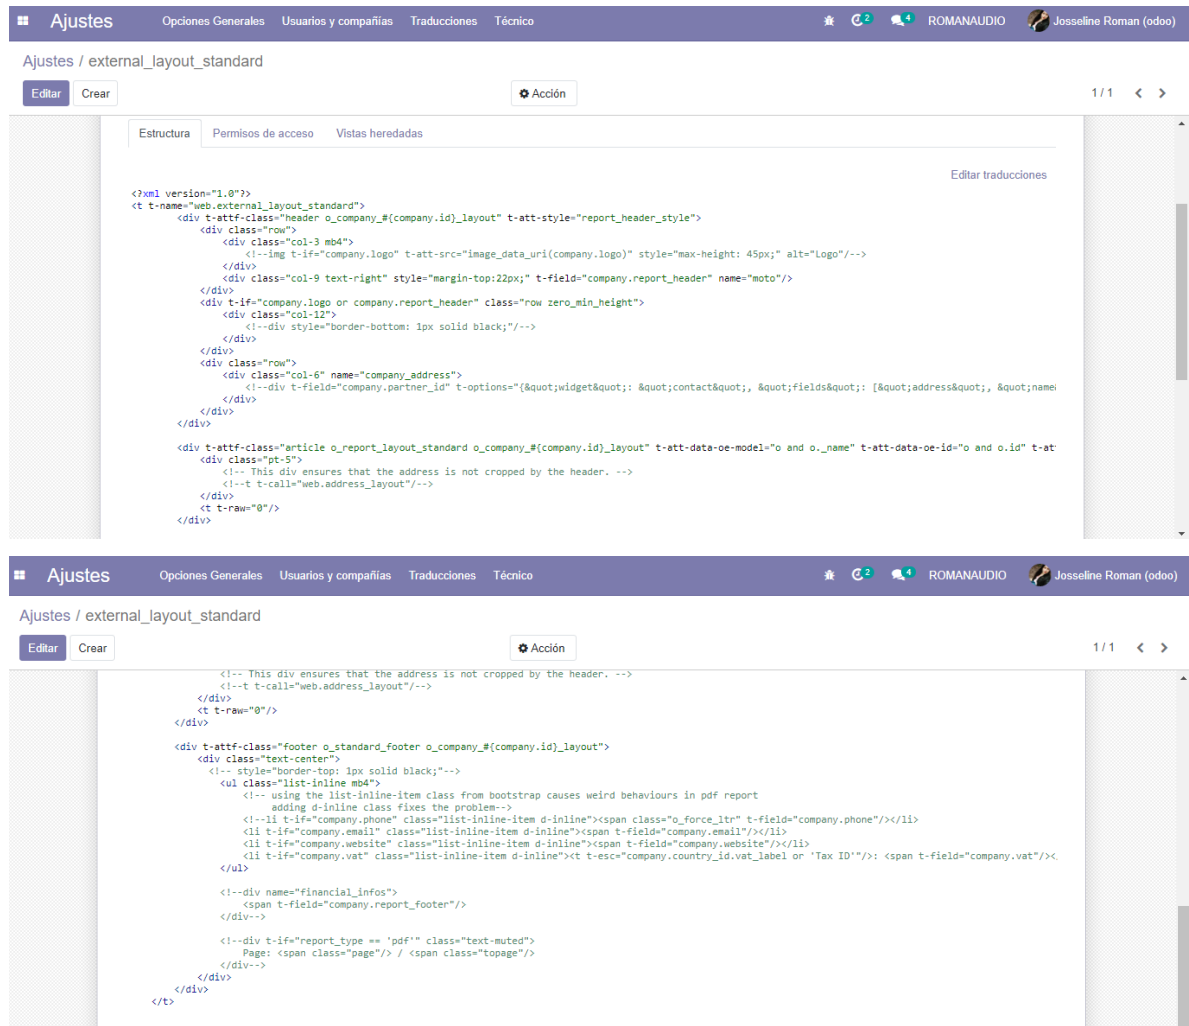 Ajustes Opciones Generales Usuarios y compañías Traducciones Técnico 2 4 ROMANAUDIO Josseline Roman (odoo)
Ajustes / external_layout_standard
Editar Crear Acción 1 / 1
Estructura Permisos de acceso Vistas heredadas
Editar traducciones
<?xml version="1.0"?>
<t t-name="web.external_layout_standard">
<div t-attf-class="header o_company_#{company.id}_layout" t-att-style="report_header_style">
<div class="row">
<div class="col-3 mb4">
<!--img t-if="company.logo" t-att-src="image_data_uri(company.logo)" style="max-height: 45px;" alt="Logo"/-->
</div>
<div class="col-9 text-right" style="margin-top:22px;" t-field="company.report_header" name="moto"/>
</div>
<div t-if="company.logo or company.report_header" class="row zero_min_height">
<div class="col-12">
<!--div style="border-bottom: 1px solid black;"/-->
</div>
</div>
<div class="row">
<div class="col-6" name="company_address">
<!--div t-field="company.partner_id" t-options="{&quot;widget&quot;: &quot;contact&quot;, &quot;fields&quot;: [&quot;address&quot;, &quot;name&
</div>
</div>
</div>
<div t-attf-class="article o_report_layout_standard o_company_#{company.id}_layout" t-att-data-oe-model="o and o._name" t-att-data-oe-id="o and o.id" t-att
<div class="pt-5">
<!-- This div ensures that the address is not cropped by the header. -->
<!--t t-call="web.address_layout"/-->
</div>
<t t-raw="0"/>
</div>
Ajustes Opciones Generales Usuarios y compañías Traducciones Técnico 2 4 ROMANAUDIO Josseline Roman (odoo)
Ajustes / external_layout_standard
Editar Crear Acción 1 / 1
<!-- This div ensures that the address is not cropped by the header. -->
<!--t t-call="web.address_layout"/-->
</div>
<t t-raw="0"/>
</div>
<div t-attf-class="footer o_standard_footer o_company_#{company.id}_layout">
<div class="text-center">
<!-- style="border-top: 1px solid black;"-->
<ul class="list-inline mb4">
<!-- using the list-inline-item class from bootstrap causes weird behaviours in pdf report
adding d-inline class fixes the problem-->
<!--li t-if="company.phone" class="list-inline-item d-inline"><span class="o_force_ltr" t-field="company.phone"/></li>
<li t-if="company.email" class="list-inline-item d-inline"><span t-field="company.email"/></li>
<li t-if="company.website" class="list-inline-item d-inline"><span t-field="company.website"/></li>
<li t-if="company.vat" class="list-inline-item d-inline"><t t-esc="company.country_id.vat_label or 'Tax ID'"/>: <span t-field="company.vat"/><
</ul>
<!--div name="financial_infos">
<span t-field="company.report_footer"/>
</div-->
<!--div t-if="report_type == 'pdf'" class="text-muted">
Page: <span class="page"/> / <span class="topage"/>
</div-->
</div>
</div>
</t>